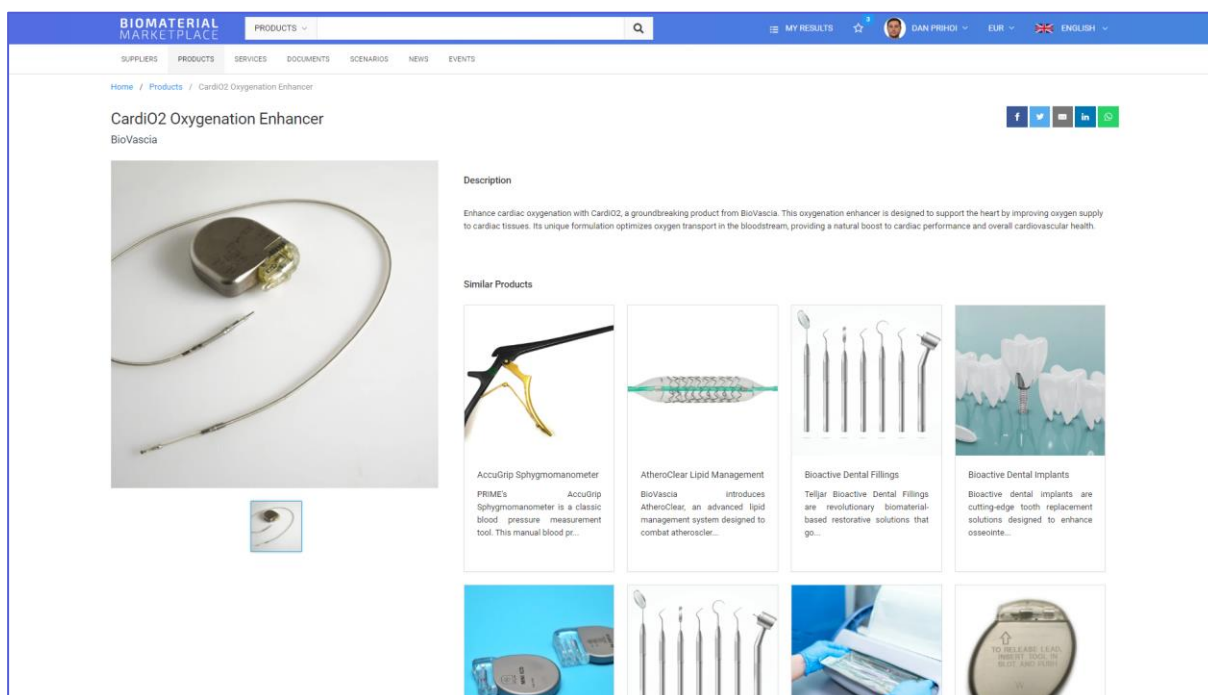 BIOMATERIAL
MARKETPLACE
PRODUCTS
MY RESULTS
3
DAN PRIHOI
EUR
ENGLISH
SUPPLIERS PRODUCTS SERVICES DOCUMENTS SCENARIOS NEWS EVENTS
Home / Products / CardiO2 Oxygenation Enhancer
CardiO2 Oxygenation Enhancer
BioVascia
Description
Enhance cardiac oxygenation with CardiO2, a groundbreaking product from BioVascia. This oxygenation enhancer is designed to support the heart by improving oxygen supply
to cardiac tissues. Its unique formulation optimizes oxygen transport in the bloodstream, providing a natural boost to cardiac performance and overall cardiovascular health.
Similar Products
AccuGrip Sphygmomanometer
PRIME's AccuGrip
Sphygmomanometer is a classic
blood pressure measurement
tool. This manual blood pr...
AtheroClear Lipid Management
BioVascia introduces
AtheroClear, an advanced lipid
management system designed to
combat atheroscler...
Bioactive Dental Fillings
Telljar Bioactive Dental Fillings
are revolutionary biomaterial-
based restorative solutions that
go...
Bioactive Dental Implants
Bioactive dental implants are
cutting-edge tooth replacement
solutions designed to enhance
osseointe...
TO RELEASE LEAD,
INSERT TOOL IN
SLOT AND PUSH